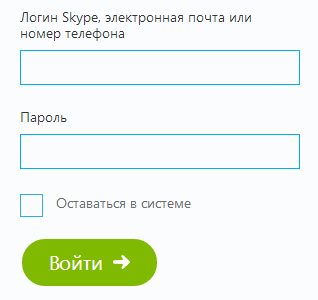 Логин Skype, электронная почта или
номер телефона
Пароль
Оставаться в системе
Войти ➔